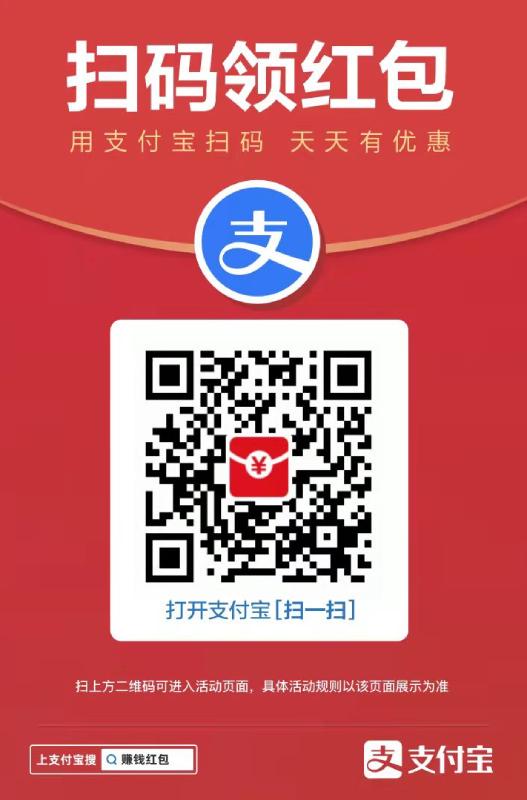 扫码领红包
用支付宝扫码 天天有优惠
支
¥
打开支付宝[扫一扫]
扫上方二维码可进入活动页面，具体活动规则以该页面展示为准
上支付宝搜 赚钱红包
支 支付宝